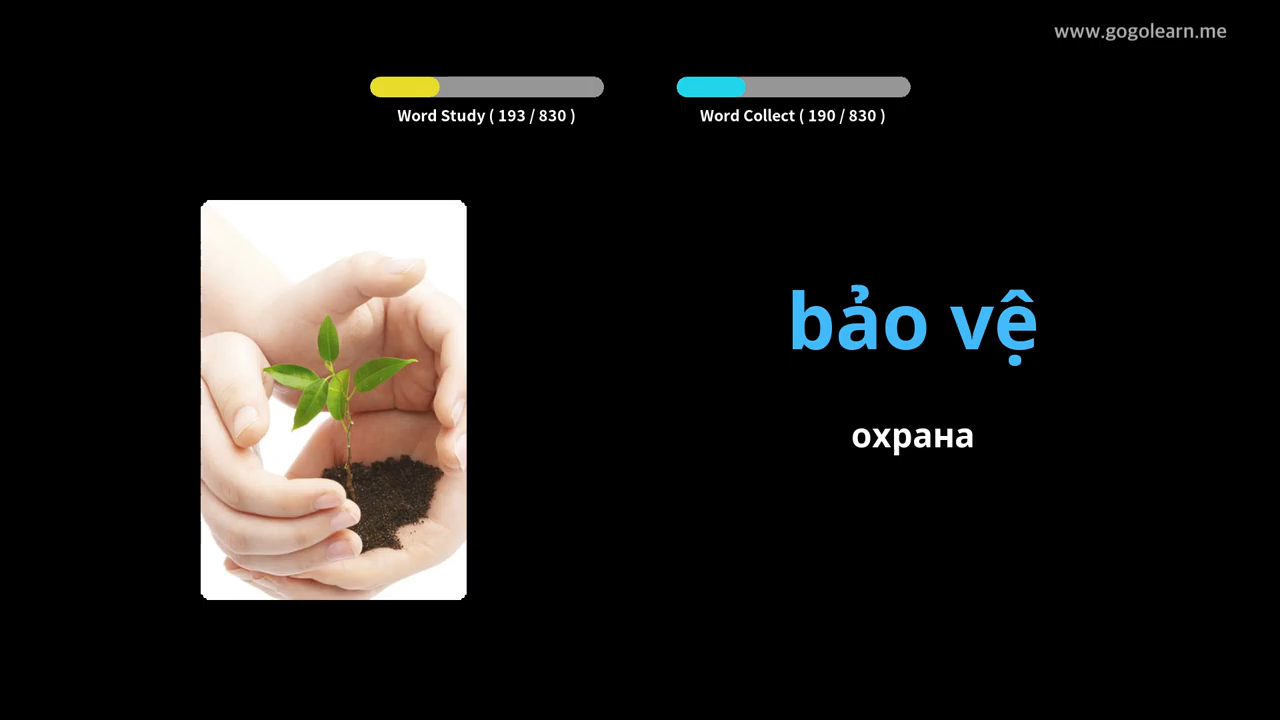 www.gogolearn.me
Word Study ( 193 / 830 )
Word Collect ( 190 / 830 )
bảo vệ
охрана